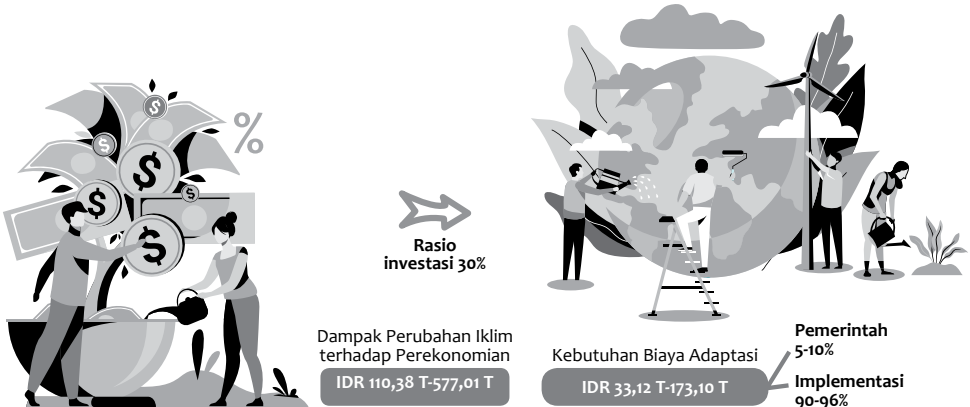 $
%
$
$
$
$
$
Rasio
investasi 30%
Dampak Perubahan Iklim
terhadap Perekonomian
IDR 110,38 T-577,01 T
Kebutuhan Biaya Adaptasi
IDR 33,12 T-173,10 T
Pemerintah
5-10%
Implementasi
90-96%